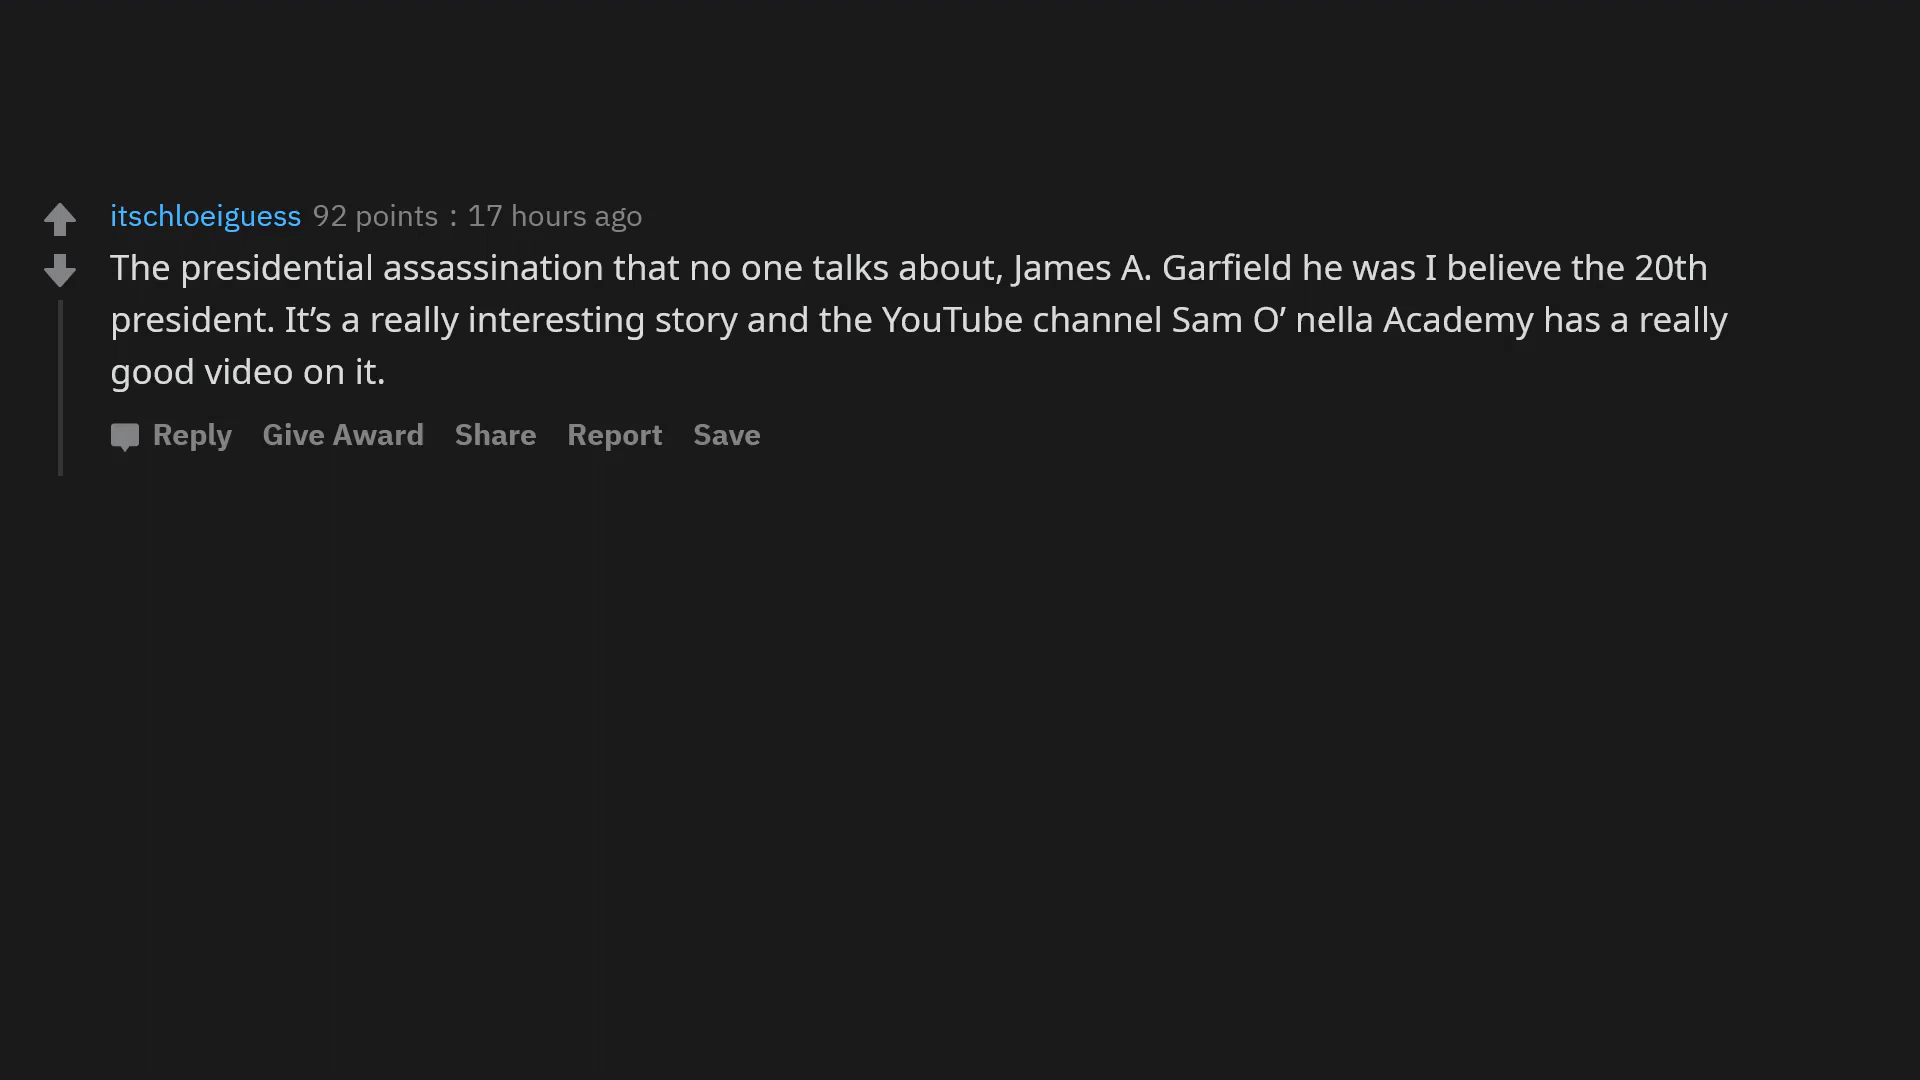 itschloeiguess 92 points : 17 hours ago
The presidential assassination that no one talks about, James A. Garfield he was I believe the 20th
president. It’s a really interesting story and the YouTube channel Sam O’ nella Academy has a really
good video on it.
Reply Give Award Share Report Save